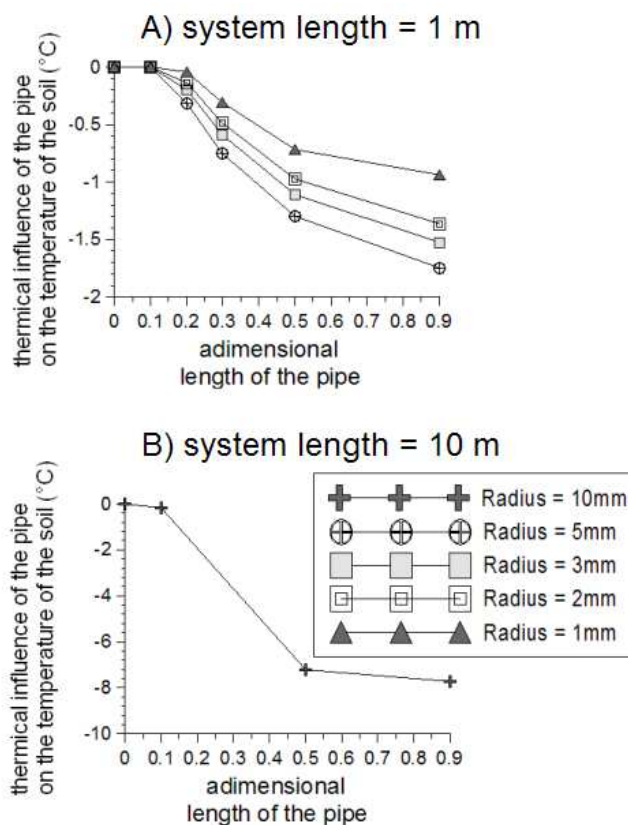 A) system length = 1 m
thermical influence of the pipe
on the temperature of the soil (°C)
0
-0.5
-1
-1.5
-2
0 0.1 0.2 0.3 0.4 0.5 0.6 0.7 0.8 0.9
adimensional
length of the pipe
B) system length = 10 m
thermical influence of the pipe
on the temperature of the soil (°C)
0
-2
-4
-6
-8
-10
0 0.1 0.2 0.3 0.4 0.5 0.6 0.7 0.8 0.9
adimensional
length of the pipe
Radius = 10mm
Radius = 5mm
Radius = 3mm
Radius = 2mm
Radius = 1mm